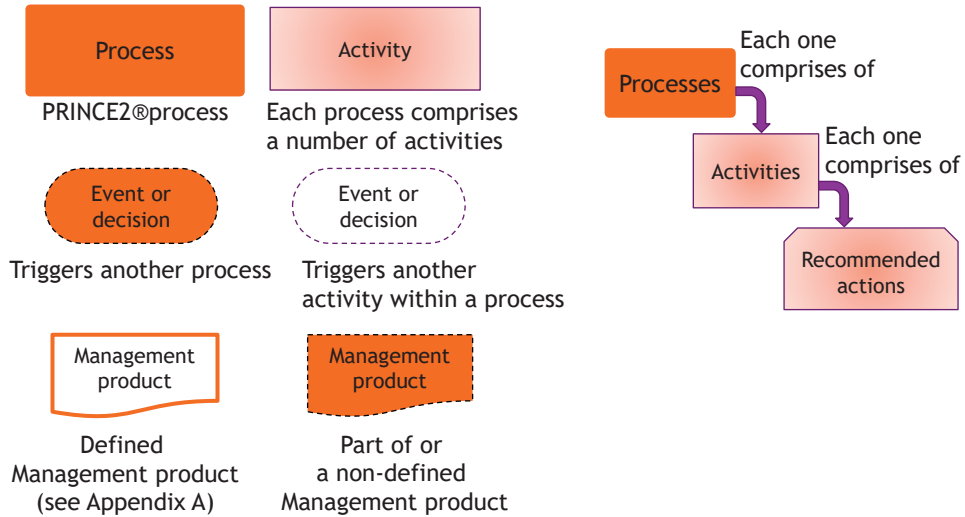 Process
PRINCE2®process
Activity
Each process comprises
a number of activities
Event or
decision
Triggers another process
Event or
decision
Triggers another
activity within a process
Management
product
Defined
Management product
(see Appendix A)
Management
product
Part of or
a non-defined
Management product
Processes
Each one
comprises of
Activities
Each one
comprises of
Recommended
actions